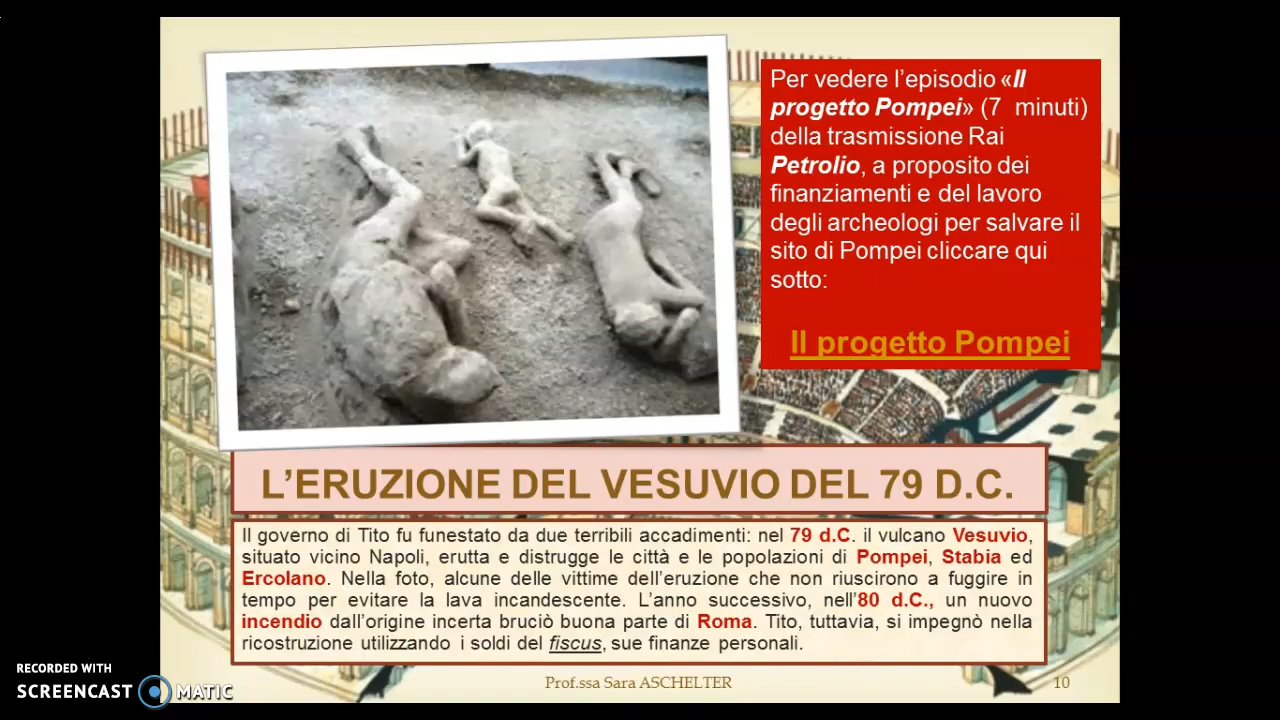 Per vedere l'episodio «Il
progetto Pompei» (7 minuti)
della trasmissione Rai
Petrolio, a proposito dei
finanziamenti e del lavoro
degli archeologi per salvare il
sito di Pompei cliccare qui
sotto:
Il progetto Pompei
L'ERUZIONE DEL VESUVIO DEL 79 D.C.
Il governo di Tito fu funestato da due terribili accadimenti: nel 79 d.C. il vulcano Vesuvio,
situato vicino Napoli, erutta e distrugge le città e le popolazioni di Pompei, Stabia ed
Ercolano. Nella foto, alcune delle vittime dell'eruzione che non riuscirono a fuggire in
tempo per evitare la lava incandescente. L'anno successivo, nell'80 d.C., un nuovo
incendio dall'origine incerta bruciò buona parte di Roma. Tito, tuttavia, si impegnò nella
ricostruzione utilizzando i soldi del fiscus, sue finanze personali.
Prof.ssa Sara ASCHELTER
10
RECORDED WITH
SCREENCAST MATIC